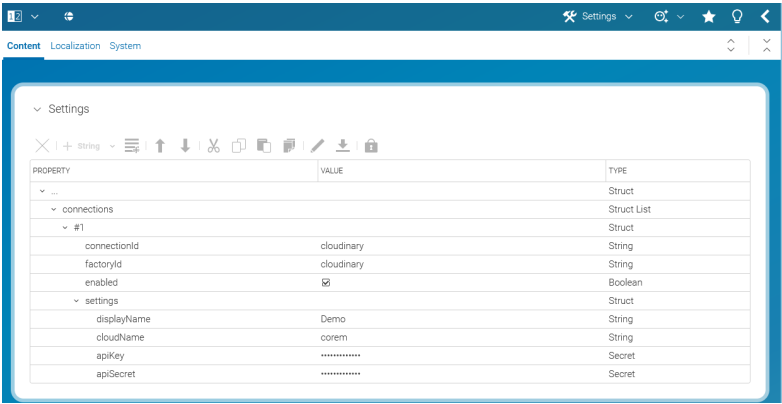 12 Settings
Content Localization System
Settings
String
PROPERTY VALUE TYPE
... Struct
connections Struct List
#1 Struct
connectionId cloudinary String
factoryId cloudinary String
enabled Boolean
settings Struct
displayName Demo String
cloudName corem String
apiKey ••••••••••••• Secret
apiSecret ••••••••••••• Secret